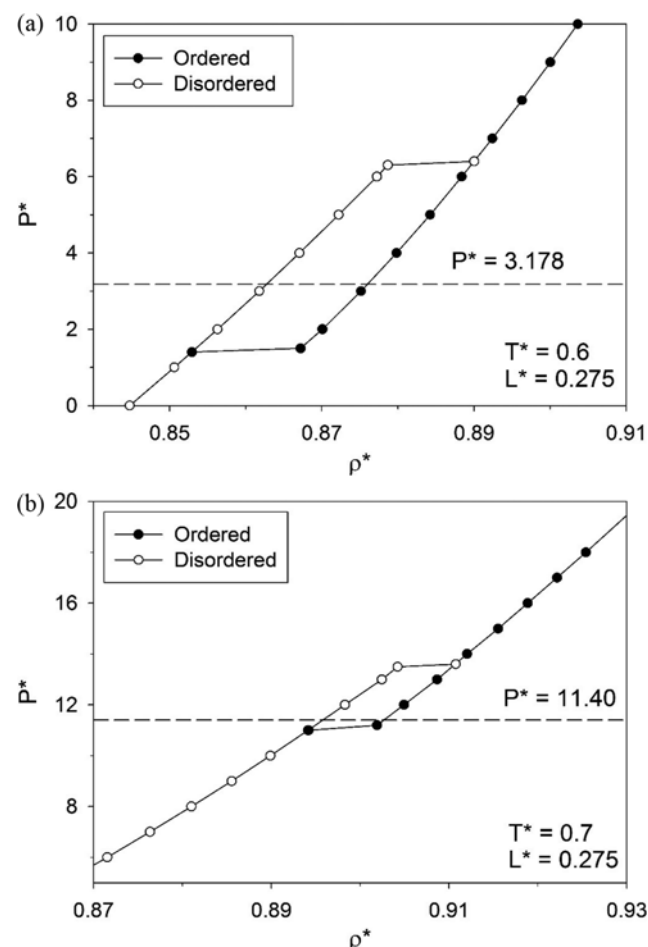 (a)
10
8
6
4
2
0
P*
Ordered
Disordered
P* = 3.178
T* = 0.6
L* = 0.275
0.85
0.87
0.89
0.91
ρ*
(b)
20
16
12
8
P*
Ordered
Disordered
P* = 11.40
T* = 0.7
L* = 0.275
0.87
0.89
0.91
0.93
ρ*